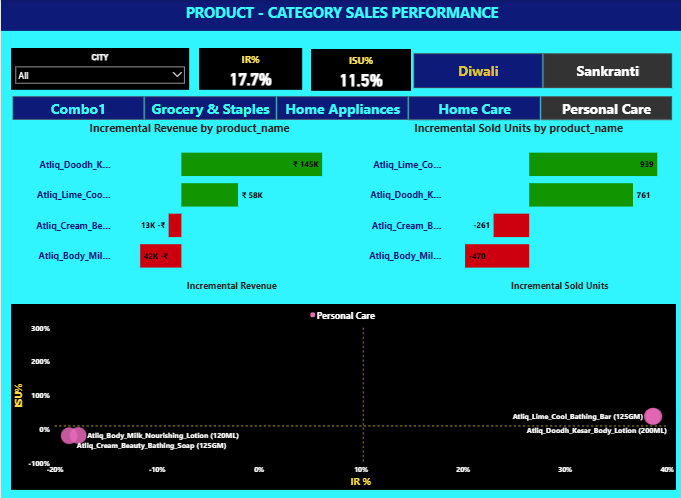 PRODUCT - CATEGORY SALES PERFORMANCE
CITY
All
IR%
17.7%
ISU%
11.5%
Diwali
Sankranti
Combo1
Grocery & Staples
Home Appliances
Home Care
Personal Care
Incremental Revenue by product_name
Atliq_Doodh_K...
₹ 145K
Atliq_Lime_Coo...
₹ 58K
Atliq_Cream_Be...
13K -₹
Atliq_Body_Mil...
42K -₹
Incremental Revenue
Incremental Sold Units by product_name
Atliq_Lime_Co...
939
Atliq_Doodh_K...
761
Atliq_Cream_B...
-261
Atliq_Body_Mil...
-470
Incremental Sold Units
Personal Care
ISU%
300%
200%
100%
0%
-100%
Atliq_Lime_Cool_Bathing_Bar (125GM)
Atliq_Doodh_Kesar_Body_Lotion (200ML)
Atliq_Body_Milk_Nourishing_Lotion (120ML)
Atliq_Cream_Beauty_Bathing_Soap (125GM)
-20%
-10%
0%
10%
20%
30%
40%
IR %